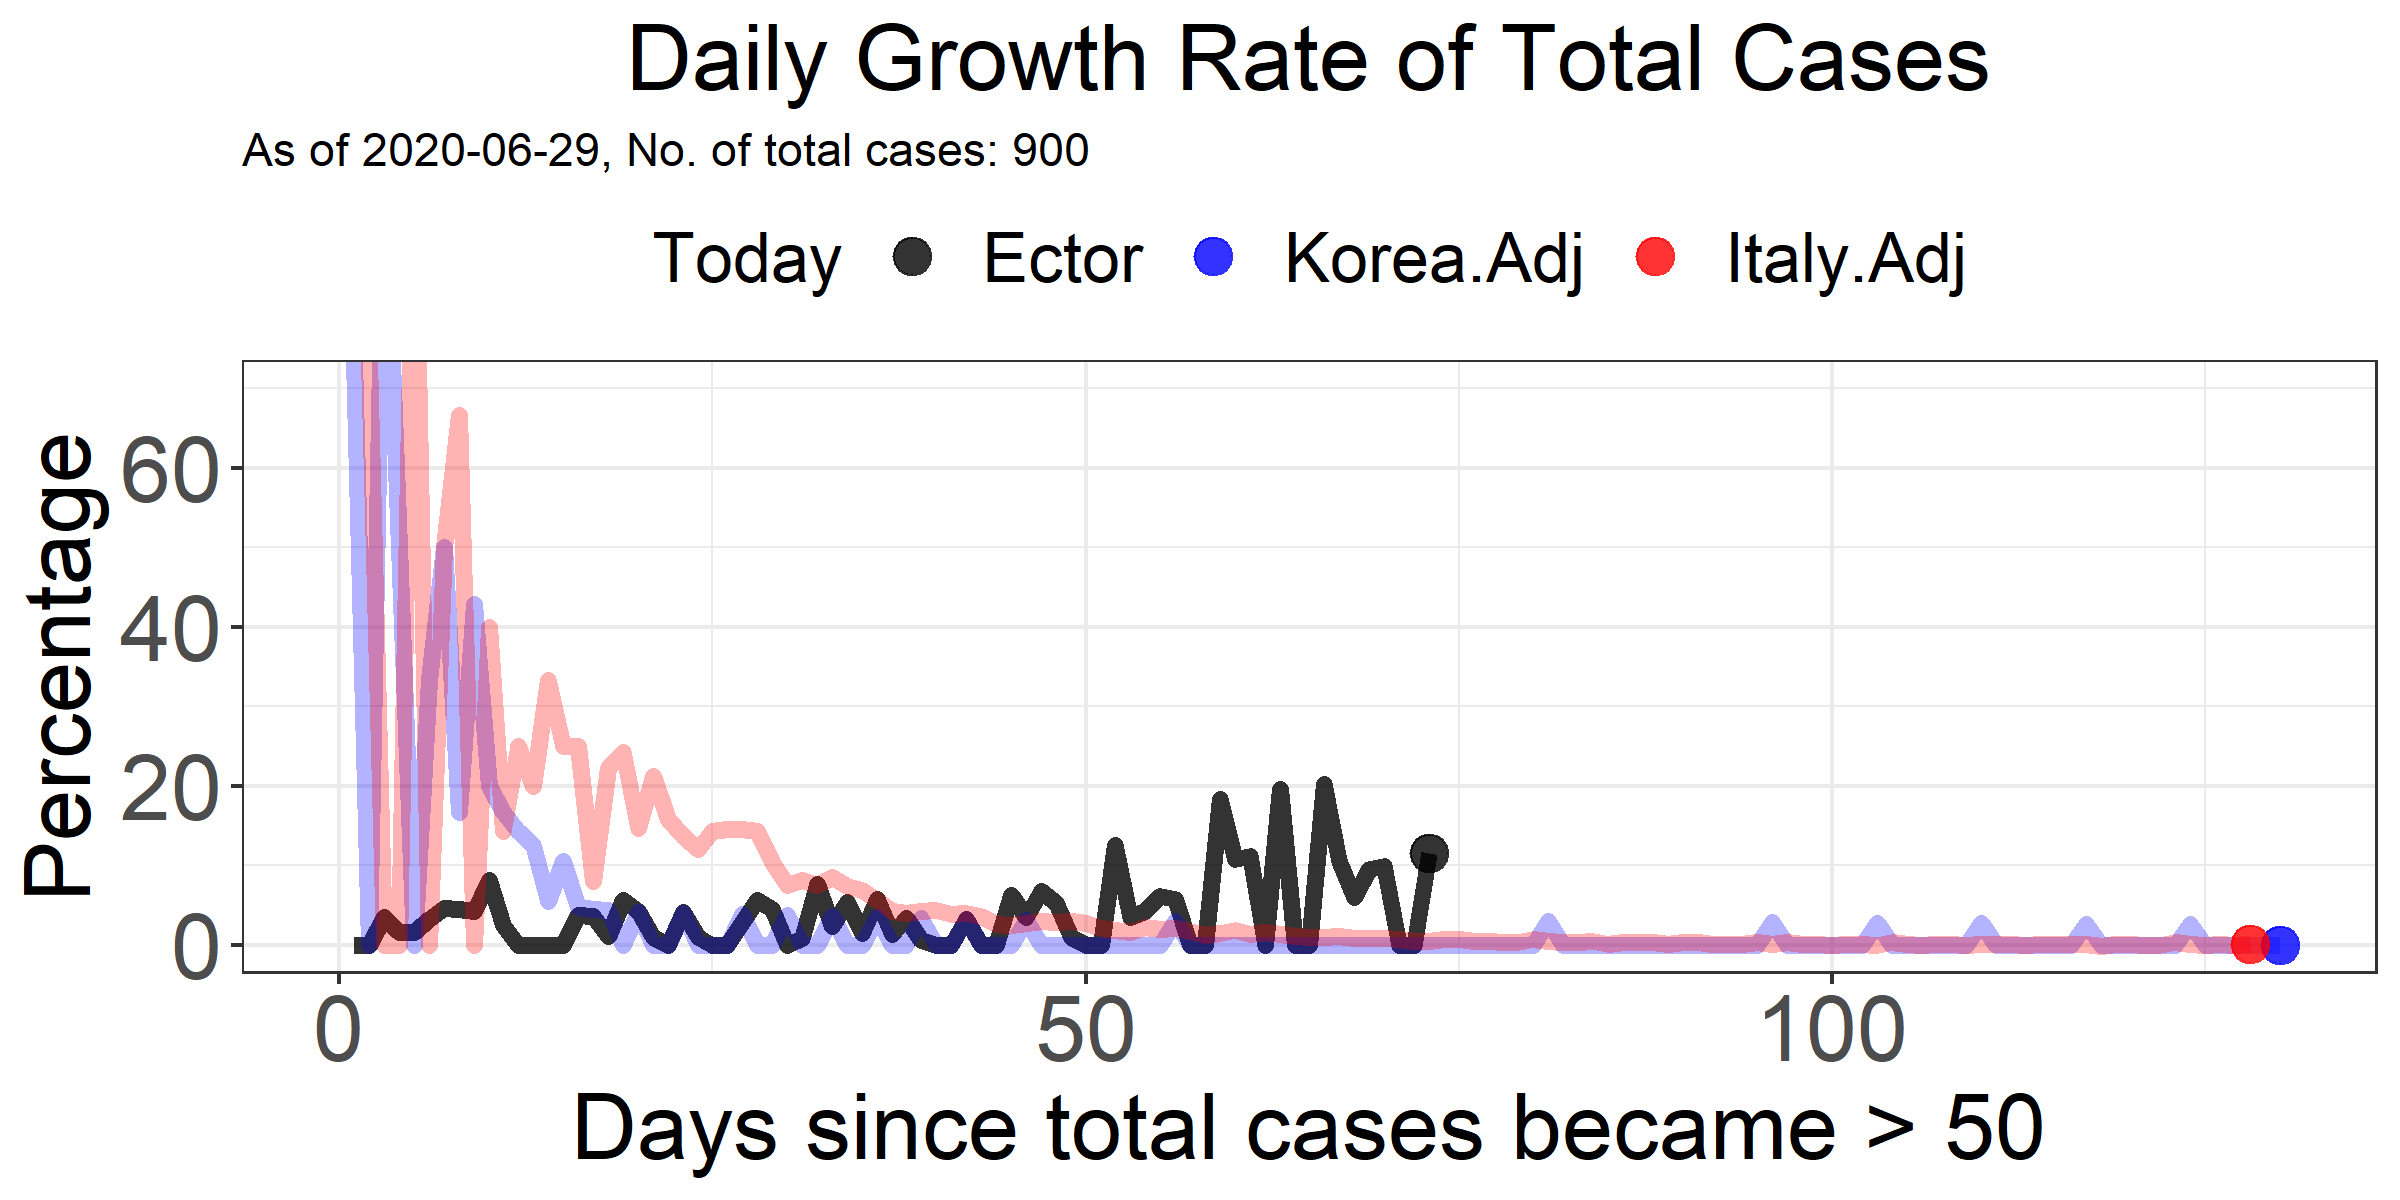 Daily Growth Rate of Total Cases
As of 2020-06-29, No. of total cases: 900
Today Ector Korea.Adj Italy.Adj
Percentage
60
40
20
0
0 50 100
Days since total cases became > 50